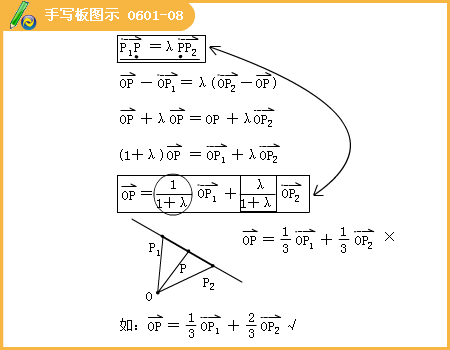 手写板图示 0601-08
P₁P⃗ = λ PP₂⃗
OP⃗ − OP₁⃗ = λ(OP₂⃗ − OP⃗)
OP⃗ + λ OP⃗ = OP + λ OP₂⃗
(1+λ) OP⃗ = OP₁⃗ + λ OP₂⃗
OP⃗ = 1/(1+λ) OP₁⃗ + λ/(1+λ) OP₂⃗
OP⃗ = 1/3 OP₁⃗ + 1/3 OP₂⃗ ×
P₁
P
P₂
O
如: OP⃗ = 1/3 OP₁⃗ + 2/3 OP₂⃗ √